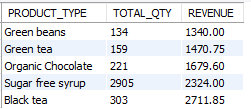 PRODUCT_TYPE TOTAL_QTY REVENUE
Green beans 134 1340.00
Green tea 159 1470.75
Organic Chocolate 221 1679.60
Sugar free syrup 2905 2324.00
Black tea 303 2711.85